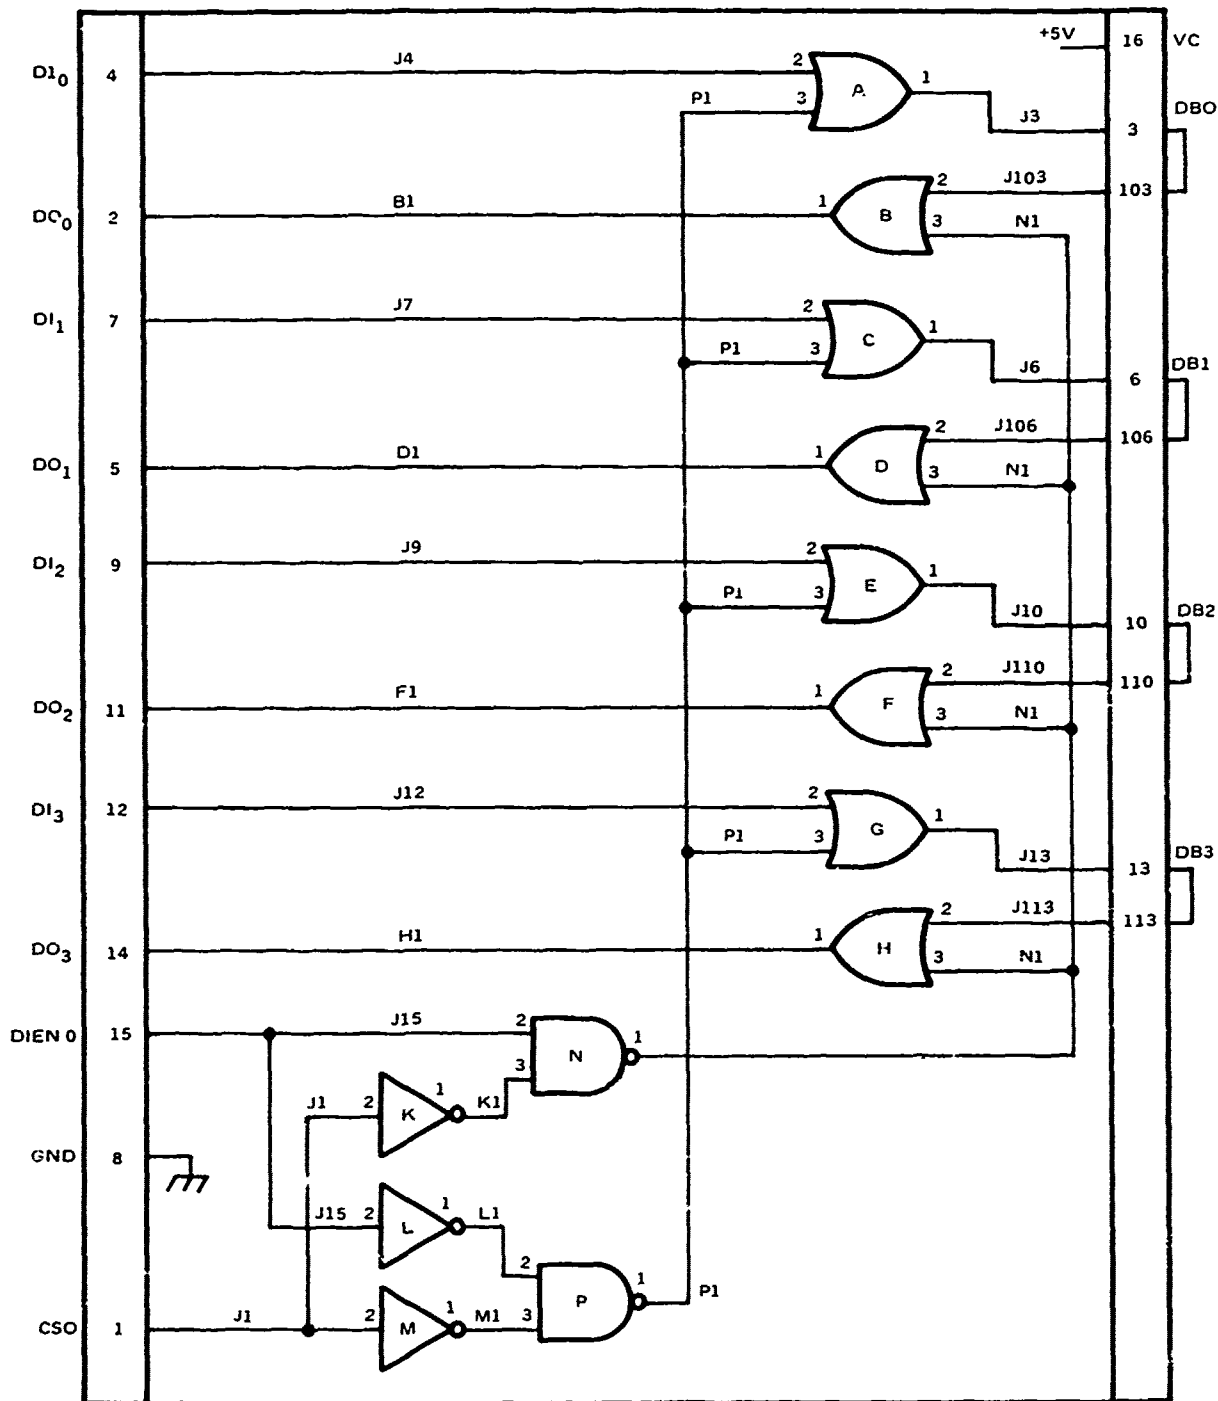 +5V 16 VC
DI0 4 J4 2 A 1
P1 3 J3 3 DBO
DO0 2 B1 1 B 2 J103 103
3 N1
DI1 7 J7 2 C 1
P1 3 J6 6 DB1
DO1 5 D1 1 D 2 J106 106
3 N1
DI2 9 J9 2 E 1
P1 3 J10 10 DB2
DO2 11 F1 1 F 2 J110 110
3 N1
DI3 12 J12 2 G 1
P1 3 J13 13 DB3
DO3 14 H1 1 H 2 J113 113
3 N1
DIEN 0 15 J15 2 N 1
3
J1 2 K 1 K1
GND 8
J15 2 L 1 L1
2 P 1 P1
CSO 1 J1 2 M 1 M1 3